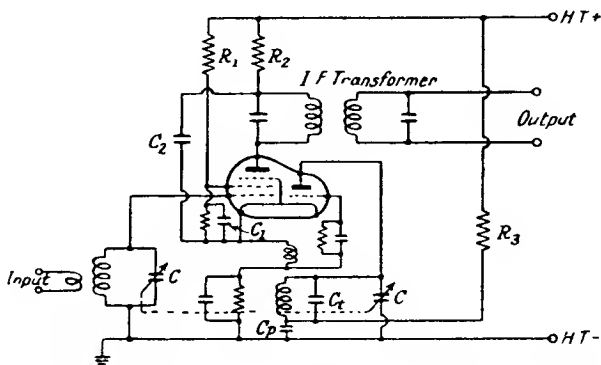 HT+
R1
R2
I F Transformer
C2
Output
C1
R3
Input
C
Ct
C
Cp
HT-